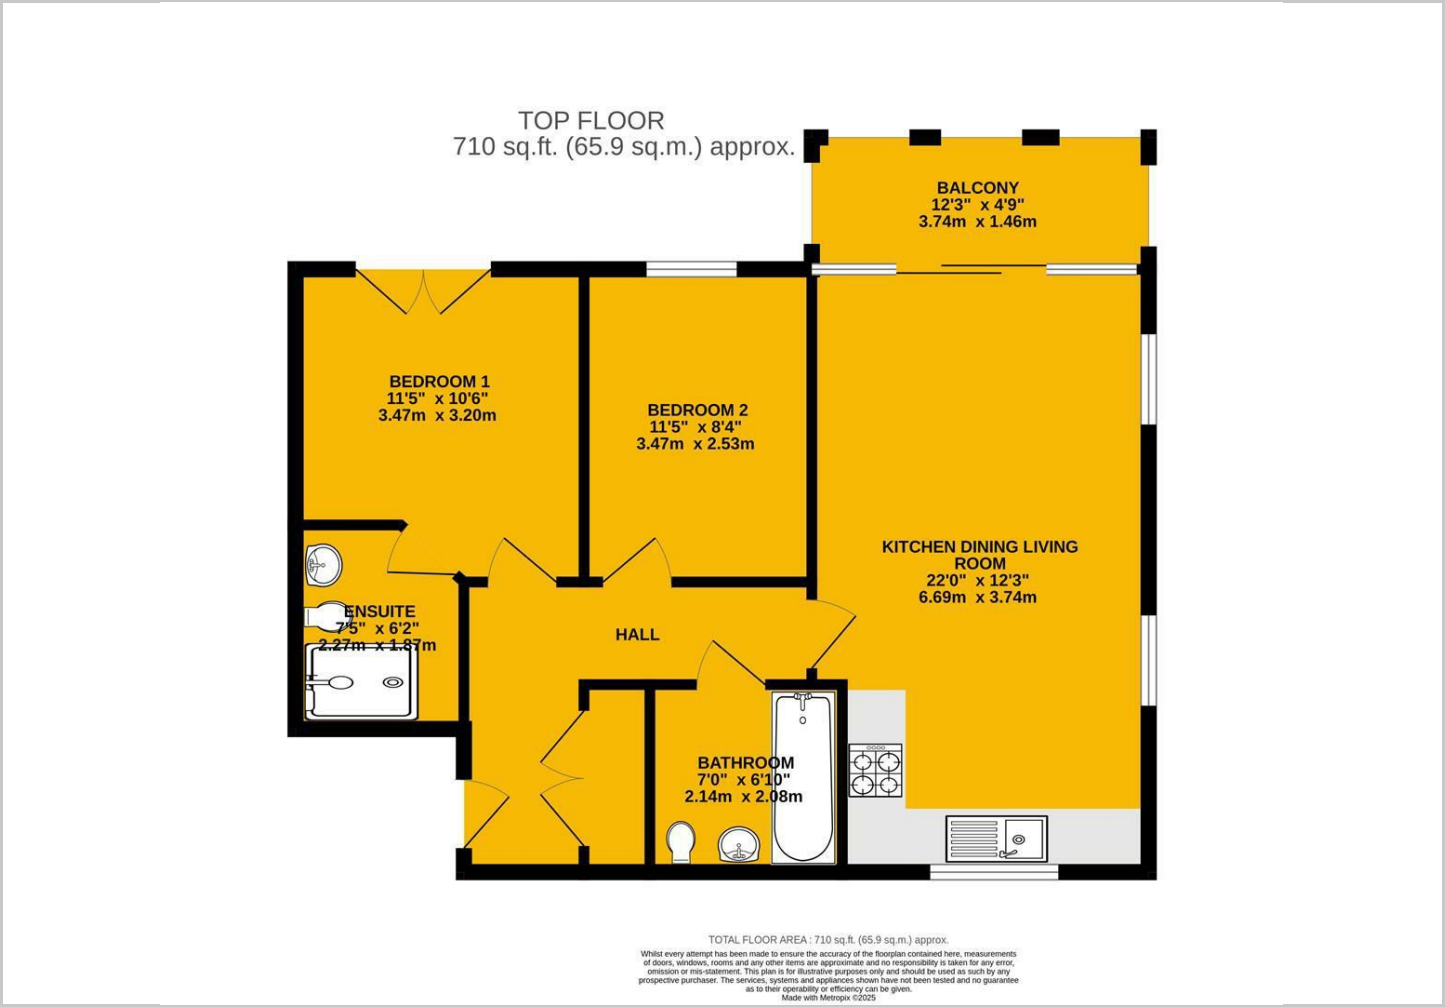 TOP FLOOR
710 sq.ft. (65.9 sq.m.) approx.
BALCONY
12'3" x 4'9"
3.74m x 1.46m
BEDROOM 1
11'5" x 10'6"
3.47m x 3.20m
BEDROOM 2
11'5" x 8'4"
3.47m x 2.53m
KITCHEN DINING LIVING
ROOM
22'0" x 12'3"
6.69m x 3.74m
ENSUITE
7'5" x 6'2"
2.27m x 1.87m
HALL
BATHROOM
7'0" x 6'10"
2.14m x 2.08m
TOTAL FLOOR AREA : 710 sq.ft. (65.9 sq.m.) approx.
Whilst every attempt has been made to ensure the accuracy of the floorplan contained here, measurements
of doors, windows, rooms and any other items are approximate and no responsibility is taken for any error,
omission or mis-statement. This plan is for illustrative purposes only and should be used as such by any
prospective purchaser. The services, systems and appliances shown have not been tested and no guarantee
as to their operability or efficiency can be given.
Made with Metropix ©2025